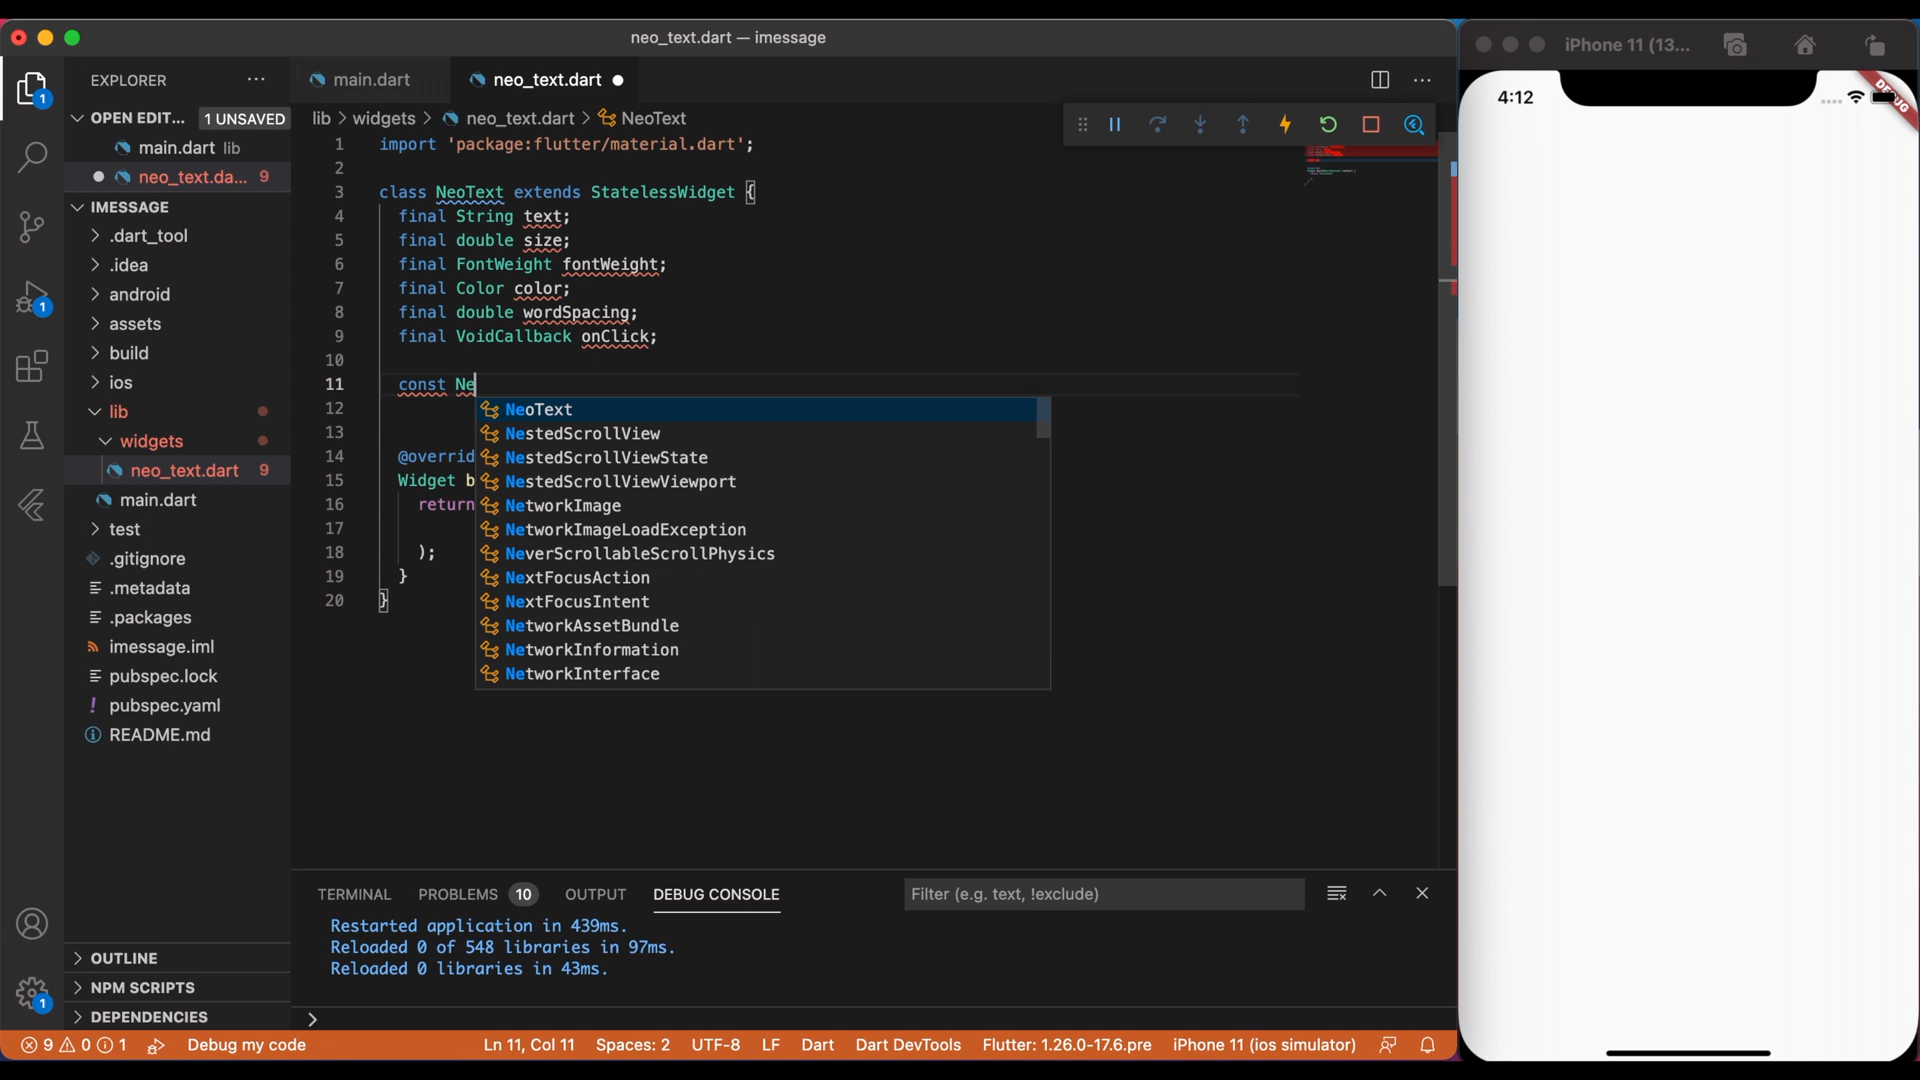 neo_text.dart — imessage
iPhone 11 (13...
EXPLORER
main.dart
neo_text.dart
4:12
DEBUG
OPEN EDIT...
1 UNSAVED
lib > widgets > neo_text.dart > NeoText
main.dart lib
neo_text.da... 9
IMESSAGE
.dart_tool
.idea
android
assets
build
ios
lib
widgets
neo_text.dart 9
main.dart
test
.gitignore
.metadata
.packages
imessage.iml
pubspec.lock
pubspec.yaml
README.md
OUTLINE
NPM SCRIPTS
DEPENDENCIES
1
1
1
1 import 'package:flutter/material.dart';
2
3 class NeoText extends StatelessWidget {
4 final String text;
5 final double size;
6 final FontWeight fontWeight;
7 final Color color;
8 final double wordSpacing;
9 final VoidCallback onClick;
10
11 const Ne
12
13
14 @overrid
15 Widget b
16 return
17
18 );
19 }
20 }
NeoText
NestedScrollView
NestedScrollViewState
NestedScrollViewViewport
NetworkImage
NetworkImageLoadException
NeverScrollableScrollPhysics
NextFocusAction
NextFocusIntent
NetworkAssetBundle
NetworkInformation
NetworkInterface
TERMINAL PROBLEMS 10 OUTPUT DEBUG CONSOLE
Filter (e.g. text, !exclude)
Restarted application in 439ms.
Reloaded 0 of 548 libraries in 97ms.
Reloaded 0 libraries in 43ms.
9 0 1 Debug my code Ln 11, Col 11 Spaces: 2 UTF-8 LF Dart Dart DevTools Flutter: 1.26.0-17.6.pre iPhone 11 (ios simulator)